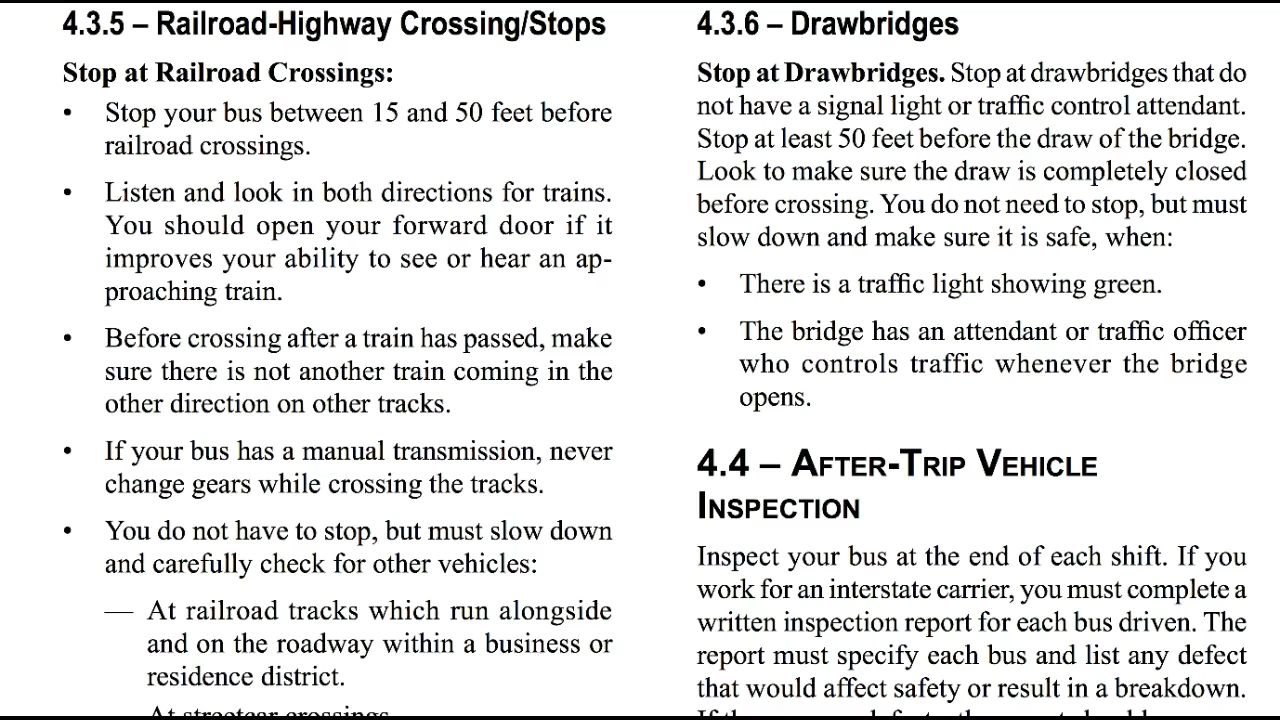 4.3.5 – Railroad-Highway Crossing/Stops
Stop at Railroad Crossings:
• Stop your bus between 15 and 50 feet before
railroad crossings.
• Listen and look in both directions for trains.
You should open your forward door if it
improves your ability to see or hear an ap-
proaching train.
• Before crossing after a train has passed, make
sure there is not another train coming in the
other direction on other tracks.
• If your bus has a manual transmission, never
change gears while crossing the tracks.
• You do not have to stop, but must slow down
and carefully check for other vehicles:
— At railroad tracks which run alongside
and on the roadway within a business or
residence district.
At streetcar crossings
4.3.6 – Drawbridges
Stop at Drawbridges. Stop at drawbridges that do
not have a signal light or traffic control attendant.
Stop at least 50 feet before the draw of the bridge.
Look to make sure the draw is completely closed
before crossing. You do not need to stop, but must
slow down and make sure it is safe, when:
• There is a traffic light showing green.
• The bridge has an attendant or traffic officer
who controls traffic whenever the bridge
opens.
4.4 – AFTER-TRIP VEHICLE
INSPECTION
Inspect your bus at the end of each shift. If you
work for an interstate carrier, you must complete a
written inspection report for each bus driven. The
report must specify each bus and list any defect
that would affect safety or result in a breakdown.